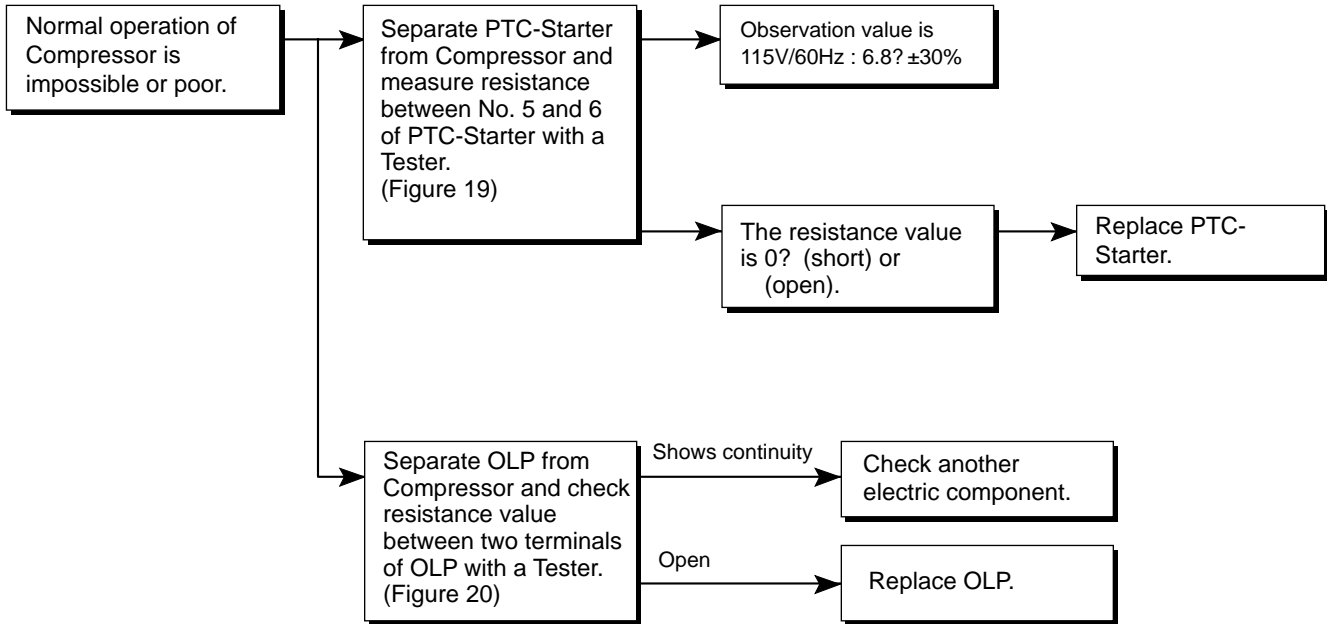 Normal operation of
Compressor is
impossible or poor.
Separate PTC-Starter
from Compressor and
measure resistance
between No. 5 and 6
of PTC-Starter with a
Tester.
(Figure 19)
Observation value is
115V/60Hz : 6.8? ±30%
The resistance value
is 0? (short) or
(open).
Replace PTC-
Starter.
Separate OLP from
Compressor and check
resistance value
between two terminals
of OLP with a Tester.
(Figure 20)
Shows continuity
Check another
electric component.
Open
Replace OLP.